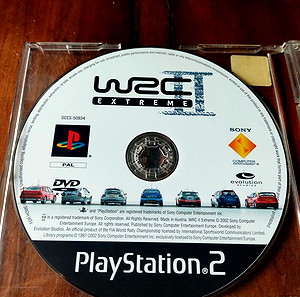 WRC II
EXTREME
SCES-50934
PAL
SONY
COMPUTER
ENTERTAINMENT
DVD
evolution
"PS" and "PlayStation" are registered trademarks of Sony Computer Entertainment Inc.
is a registered trademark of Sony Corporation. All Rights Reserved. Made in Austria. WRC II Extreme © 2002 Sony Computer
Entertainment Europe. All rights reserved. Published by Sony Computer Entertainment Europe. Developed by
Evolution Studios. An official product of the FIA World Rally Championship licensed by International Sportsworld Communicators Limited.
Library programs © 1997-2002 Sony Computer Entertainment Inc. exclusively licensed to Sony Computer Entertainment Europe.
PlayStation®2